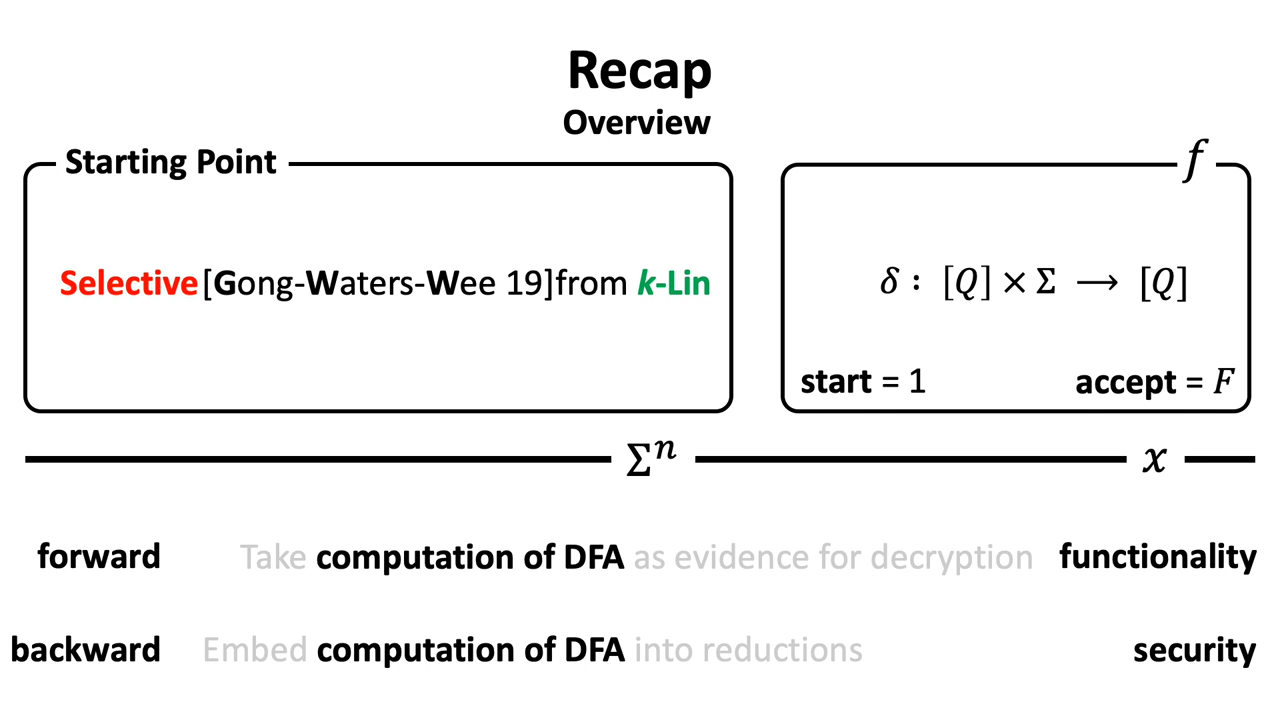 Recap
Overview
Starting Point
Selective [Gong-Waters-Wee 19] from k-Lin
f
δ : [Q] × Σ ⟶ [Q]
start = 1 accept = F
Σⁿ x
forward Take computation of DFA as evidence for decryption functionality
backward Embed computation of DFA into reductions security